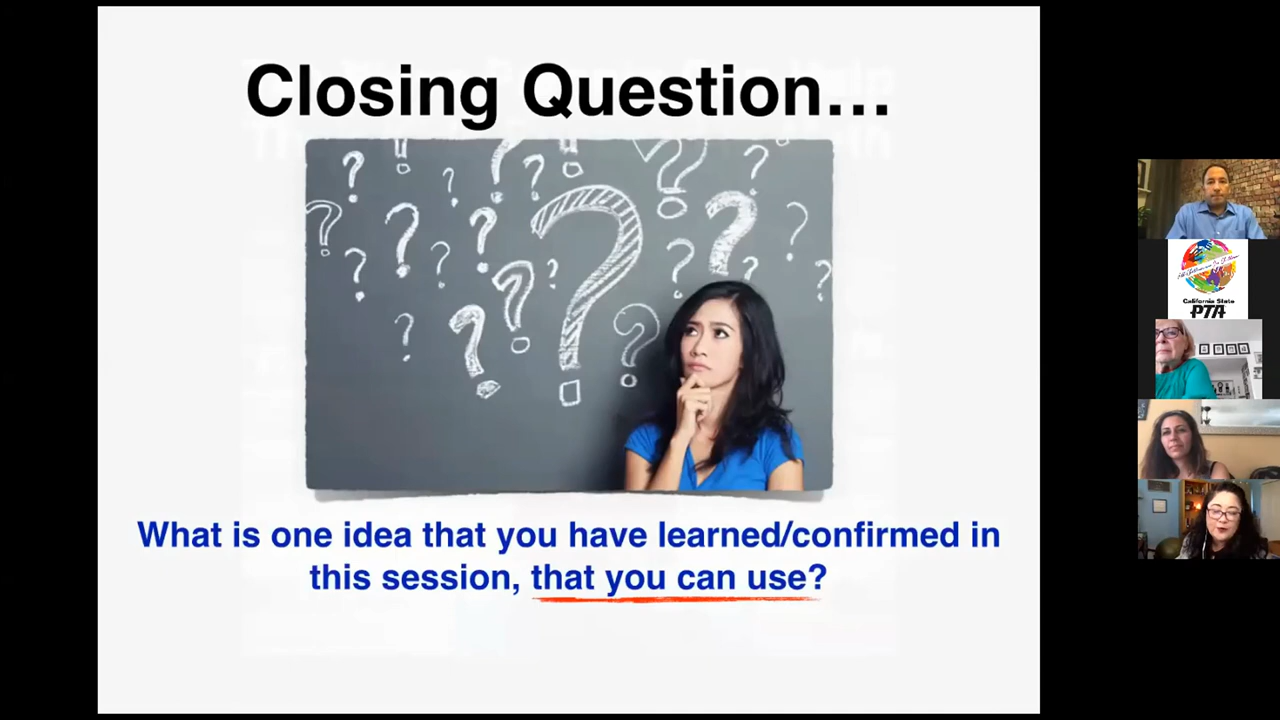 Closing Question…
What is one idea that you have learned/confirmed in
this session, that you can use?
California State
PTA